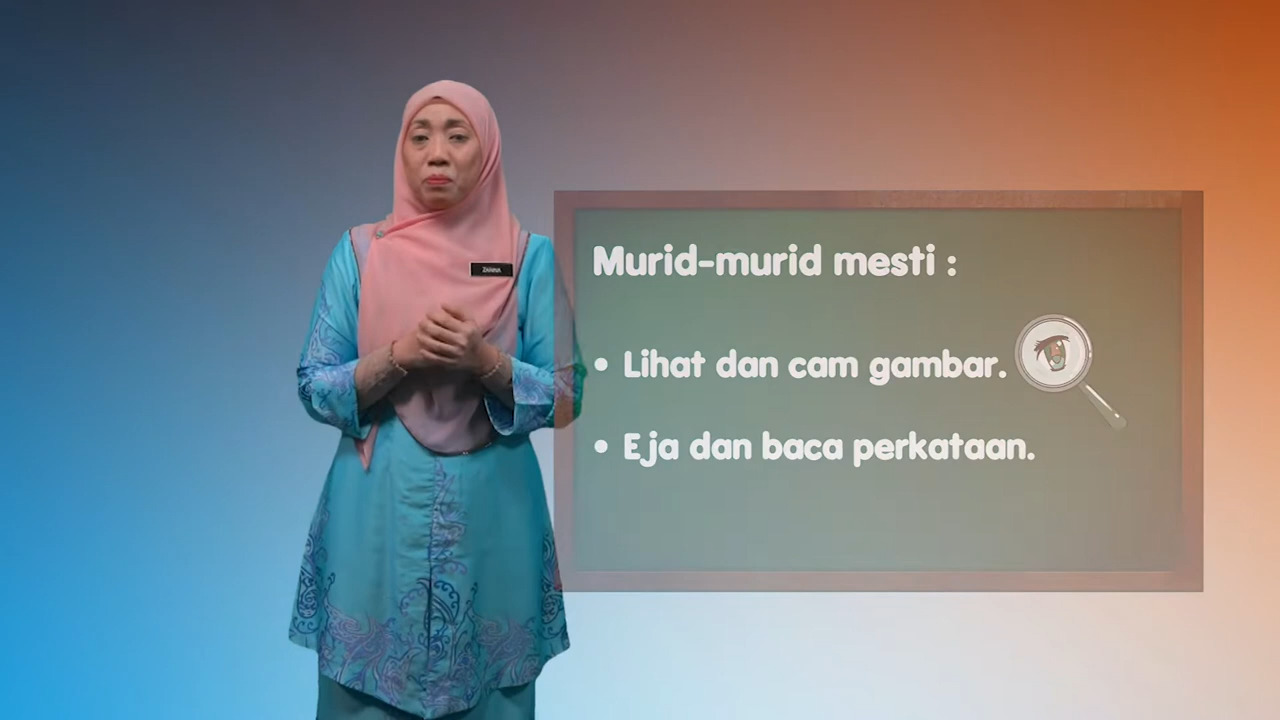 Murid-murid mesti :
• Lihat dan cam gambar.
• Eja dan baca perkataan.